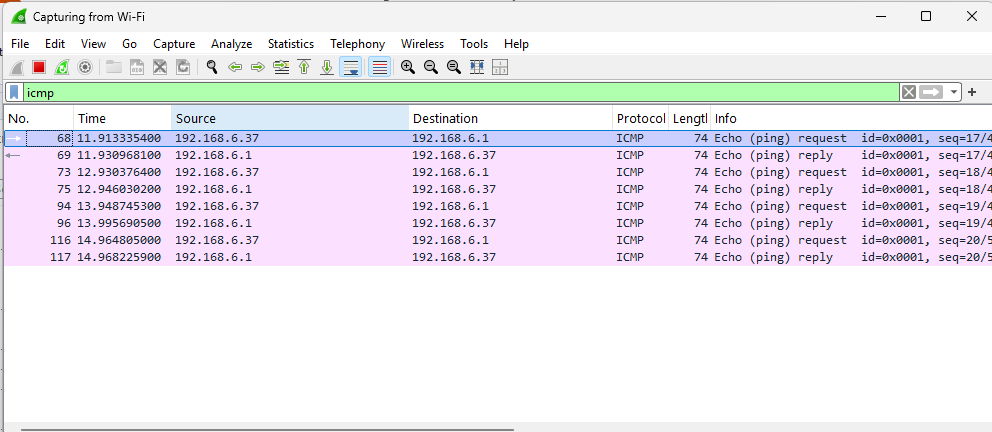 Capturing from Wi-Fi
File Edit View Go Capture Analyze Statistics Telephony Wireless Tools Help
icmp
No. Time Source Destination Protocol Lengtl Info
68 11.913335400 192.168.6.37 192.168.6.1 ICMP 74 Echo (ping) request id=0x0001, seq=17/4
69 11.930968100 192.168.6.1 192.168.6.37 ICMP 74 Echo (ping) reply id=0x0001, seq=17/4
73 12.930376400 192.168.6.37 192.168.6.1 ICMP 74 Echo (ping) request id=0x0001, seq=18/4
75 12.946030200 192.168.6.1 192.168.6.37 ICMP 74 Echo (ping) reply id=0x0001, seq=18/4
94 13.948745300 192.168.6.37 192.168.6.1 ICMP 74 Echo (ping) request id=0x0001, seq=19/4
96 13.995690500 192.168.6.1 192.168.6.37 ICMP 74 Echo (ping) reply id=0x0001, seq=19/4
116 14.964805000 192.168.6.37 192.168.6.1 ICMP 74 Echo (ping) request id=0x0001, seq=20/5
117 14.968225900 192.168.6.1 192.168.6.37 ICMP 74 Echo (ping) reply id=0x0001, seq=20/5